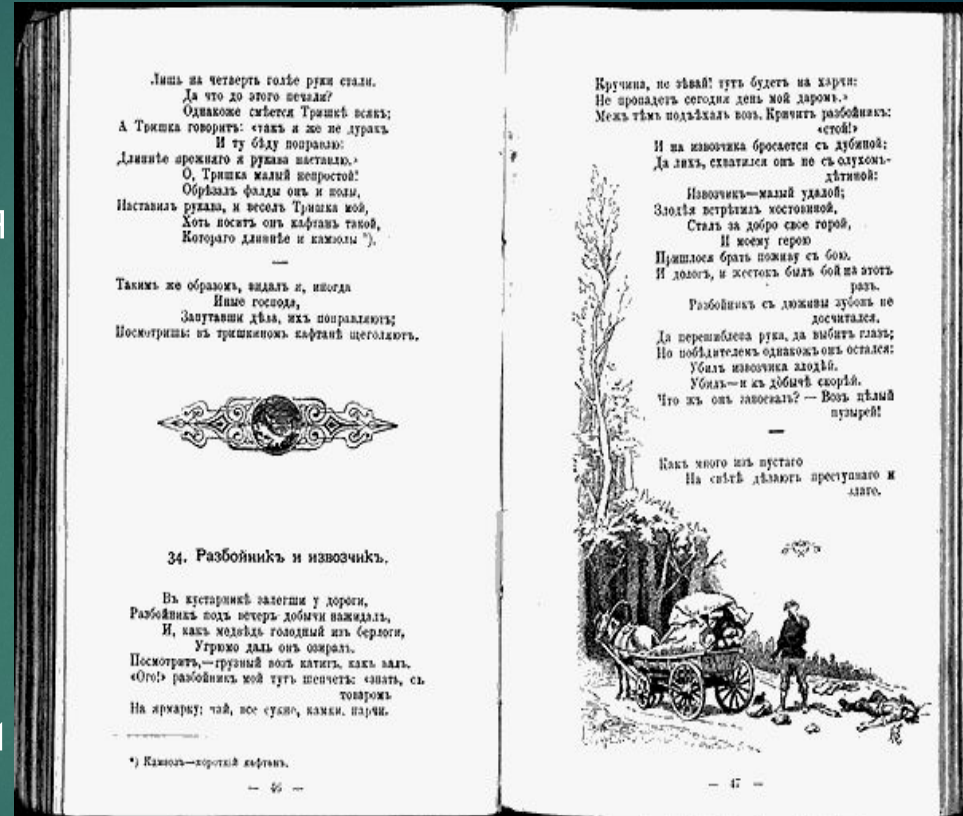 Лишь на четверть голѣе руки стали.
Да что до этого печали?
Однакоже смѣется Тришкѣ всякъ;
А Тришка говоритъ: «такъ я же не дуракъ
И ту бѣду поправлю:
Длиннѣе прежняго я рукава наставлю.»
О, Тришка малый непростой!
Обрѣзалъ фалды онъ и полы,
Наставилъ рукава, и веселъ Тришка мой,
Хоть носитъ онъ кафтанъ такой,
Котораго длиннѣе и камзолы *).
Такимъ же образомъ, видалъ я, иногда
Иные господа,
Запутавши дѣла, ихъ поправляютъ;
Посмотришь: въ тришкиномъ кафтанѣ щеголяютъ.
34. Разбойникъ и извозчикъ.
Въ кустарникѣ залегши у дороги,
Разбойникъ подъ вечеръ добычи нажидалъ,
И, какъ медвѣдь голодный изъ берлоги,
Угрюмо даль онъ озиралъ.
Посмотритъ,—грузный возъ катитъ, какъ валъ.
«Ого!» разбойникъ мой тутъ шепчетъ: «знать, съ
товаромъ
На ярмарку; чай, все сукно, камки, парчи.
*) Камзолъ—короткій кафтанъ.
— 46 —
Кручина, не зѣвай! тутъ будетъ на харчи:
Не пропадетъ сегодня день мой даромъ.»
Межъ тѣмъ подъѣхалъ возъ. Кричитъ разбойникъ:
«стой!»
И на извозчика бросается съ дубиной;
Да лихъ, схватился онъ не съ олухомъ-
дѣтиной:
Извозчикъ—малый удалой;
Злодѣя встрѣтилъ мостовиной,
Сталъ за добро свое горой,
И моему герою
Пришлося брать поживу съ бою.
И дологъ, и жестокъ былъ бой на этотъ
разъ.
Разбойникъ съ дюжины зубовъ не
досчитался,
Да перешиблена рука, да выбитъ глазъ;
Но побѣдителемъ однакожъ онъ остался:
Убилъ извозчика злодѣй.
Убилъ—и къ добычѣ скорѣй.
Что жъ онъ завоевалъ? — Возъ цѣлый
пузырей!
Какъ много изъ пустаго
На свѣтѣ дѣлаютъ преступнаго и
злаго.
— 47 —